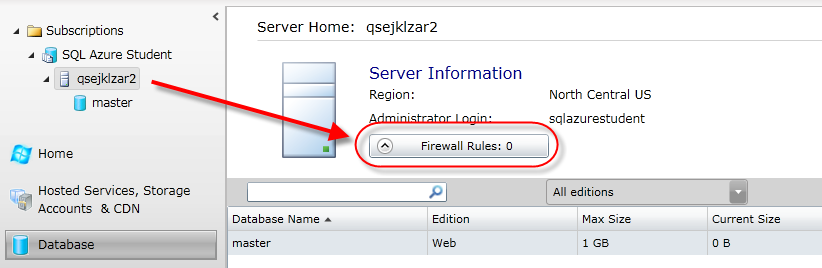 Subscriptions
SQL Azure Student
qsejklzar2
master
Home
Hosted Services, Storage
Accounts & CDN
Database
Server Home: qsejklzar2
Server Information
Region: North Central US
Administrator Login: sqlazurestudent
Firewall Rules: 0
All editions
Database Name Edition Max Size Current Size
master Web 1 GB 0 B